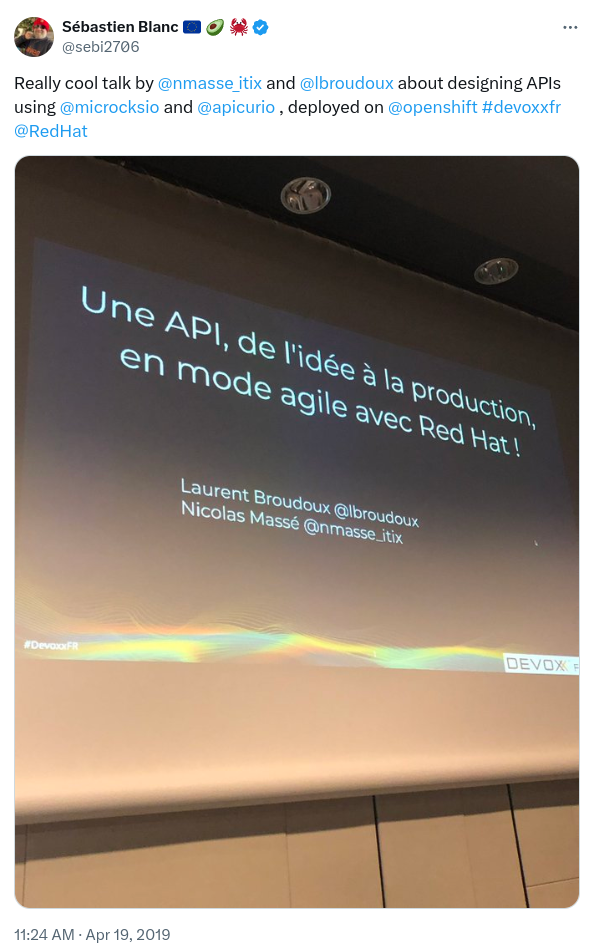 Sébastien Blanc 🇪🇺 🥑 🦀
@sebi2706
Really cool talk by @nmasse_itix and @lbroudoux about designing APIs
using @microcksio and @apicurio , deployed on @openshift #devoxxfr
@RedHat
Une API, de l'idée à la production,
en mode agile avec Red Hat !
Laurent Broudoux @lbroudoux
Nicolas Massé @nmasse_itix
#DevoxxFR
DEVOXX F
11:24 AM · Apr 19, 2019